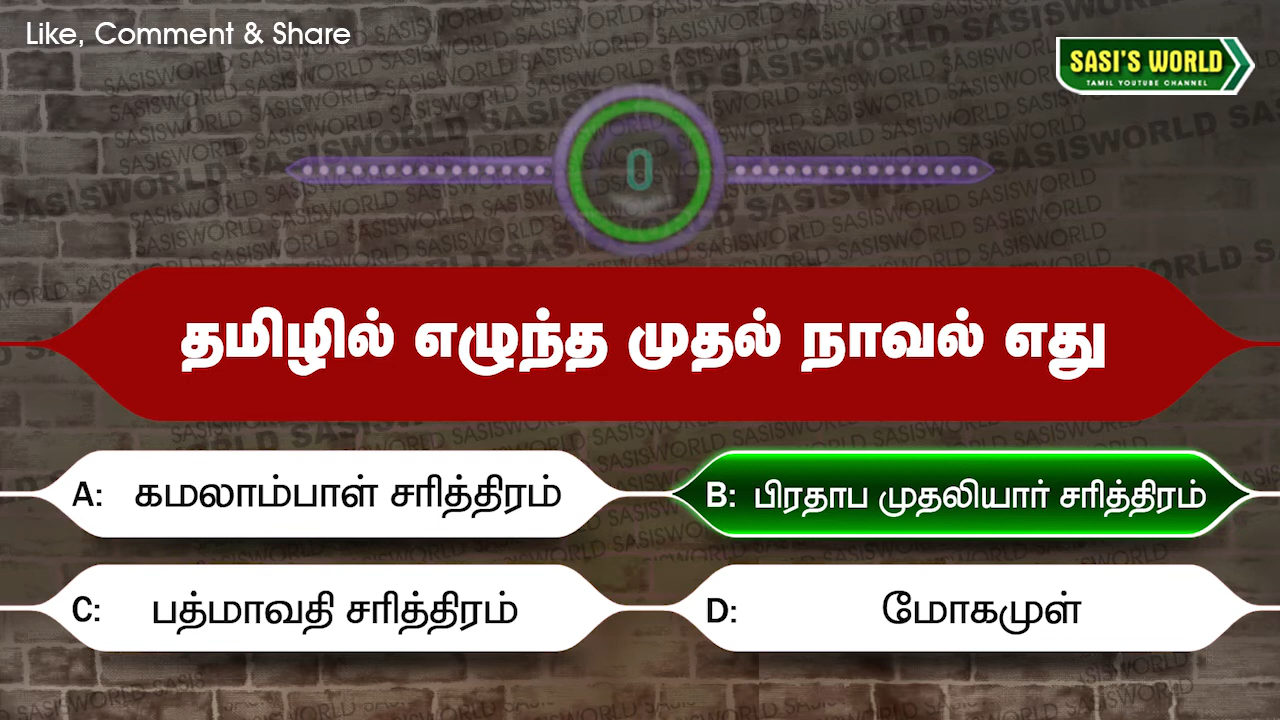 Like, Comment & Share
SASI'S WORLD
TAMIL YOUTUBE CHANNEL
0
தமிழில் எழுந்த முதல் நாவல் எது
A: கமலாம்பாள் சரித்திரம்
B: பிரதாப முதலியார் சரித்திரம்
C: பத்மாவதி சரித்திரம்
D: மோகமுள்